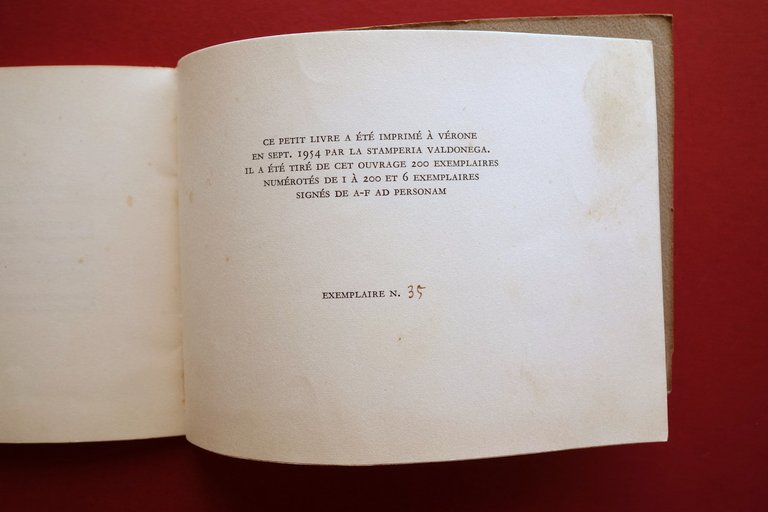 CE PETIT LIVRE A ÉTÉ IMPRIMÉ À VÉRONE
EN SEPT. 1954 PAR LA STAMPERIA VALDONEGA.
IL A ÉTÉ TIRÉ DE CET OUVRAGE 200 EXEMPLAIRES
NUMÉROTÉS DE I À 200 ET 6 EXEMPLAIRES
SIGNÉS DE A-F AD PERSONAM
EXEMPLAIRE N. 35